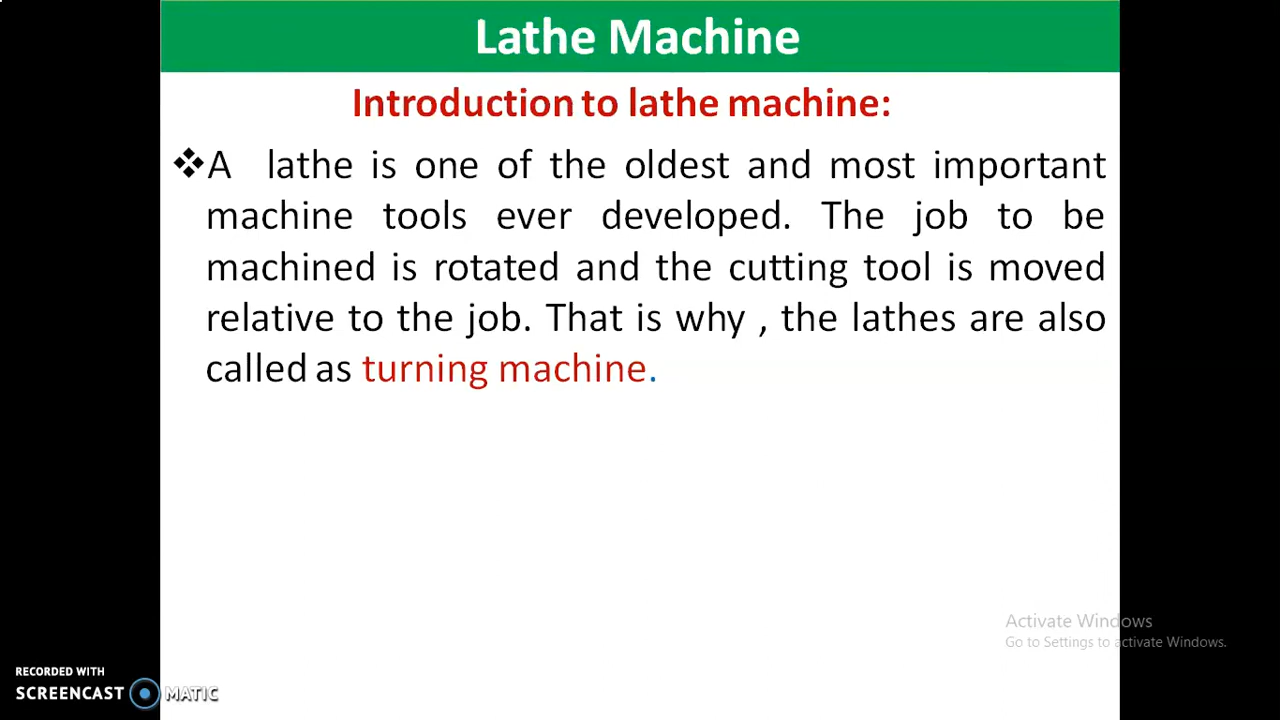 Lathe Machine
Introduction to lathe machine:
❖A lathe is one of the oldest and most important
machine tools ever developed. The job to be
machined is rotated and the cutting tool is moved
relative to the job. That is why , the lathes are also
called as turning machine.
Activate Windows
Go to Settings to activate Windows.
RECORDED WITH
SCREENCAST MATIC